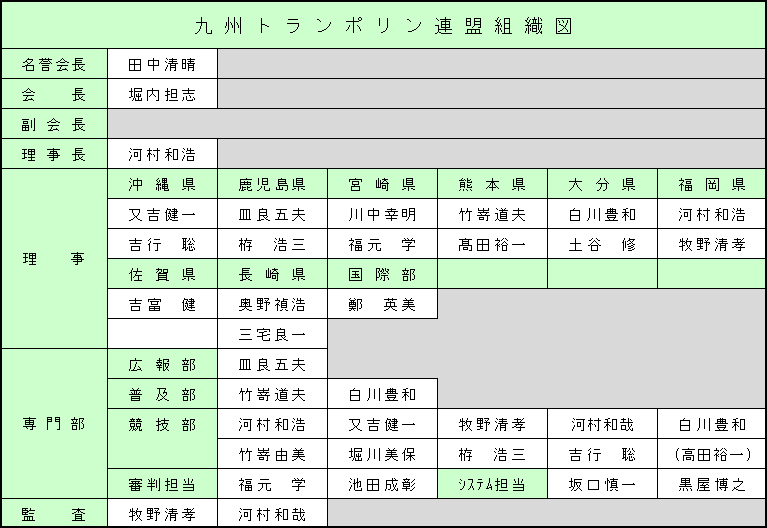 九州トランポリン連盟組織図
名誉会長 田中清晴
会長 堀内担志
副会長
理事長 河村和浩
沖縄県 鹿児島県 宮崎県 熊本県 大分県 福岡県
又吉健一 皿良五夫 川中幸明 竹嵜道夫 白川豊和 河村和浩
吉行 聡 栫 浩三 福元 学 髙田裕一 土谷 修 牧野清孝
理事
佐賀県 長崎県 国際部
吉富 健 奥野禎浩 鄭 英美
三宅良一
広報部 皿良五夫
普及部 竹嵜道夫 白川豊和
専門部 競技部 河村和浩 又吉健一 牧野清孝 河村和哉 白川豊和
竹嵜由美 堀川美保 栫 浩三 吉行 聡 (高田裕一)
審判担当 福元 学 池田成彰 ｼｽﾃﾑ担当 坂口慎一 黒屋博之
監査 牧野清孝 河村和哉